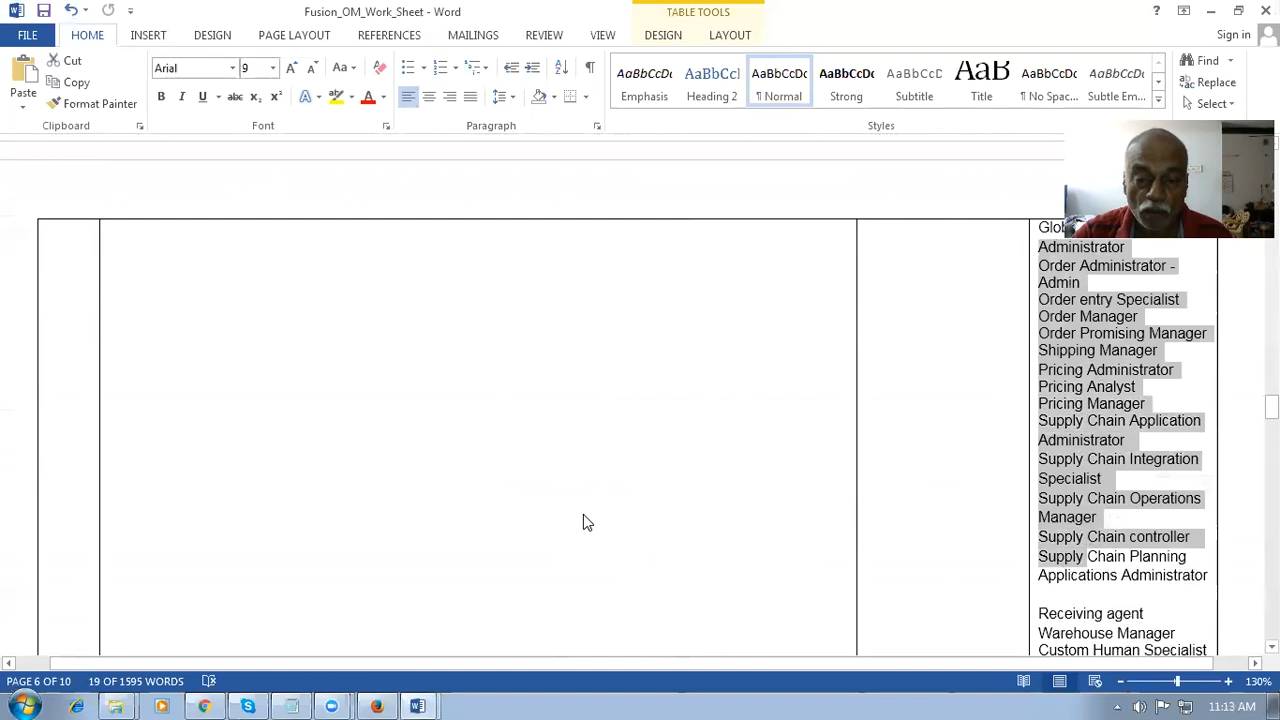 Fusion_OM_Work_Sheet - Word
TABLE TOOLS
?
FILE HOME INSERT DESIGN PAGE LAYOUT REFERENCES MAILINGS REVIEW VIEW DESIGN LAYOUT Sign in
Paste
Cut
Copy
Format Painter
Clipboard
Arial 9
Font
Paragraph
AaBbCcDc AaBbCcI AaBbCcDc AaBbCcDc AaBbCcDc AaB AaBbCcDc AaBbCcDc
Emphasis Heading 2 ¶ Normal Strong Subtitle Title ¶ No Spac... Subtle Em...
Styles
Find
Replace
Select
Administrator
Order Administrator -
Admin
Order entry Specialist
Order Manager
Order Promising Manager
Shipping Manager
Pricing Administrator
Pricing Analyst
Pricing Manager
Supply Chain Application
Administrator
Supply Chain Integration
Specialist
Supply Chain Operations
Manager
Supply Chain controller
Supply Chain Planning
Applications Administrator
Receiving agent
Warehouse Manager
Custom Human Specialist
PAGE 6 OF 10 19 OF 1595 WORDS 130%
11:13 AM